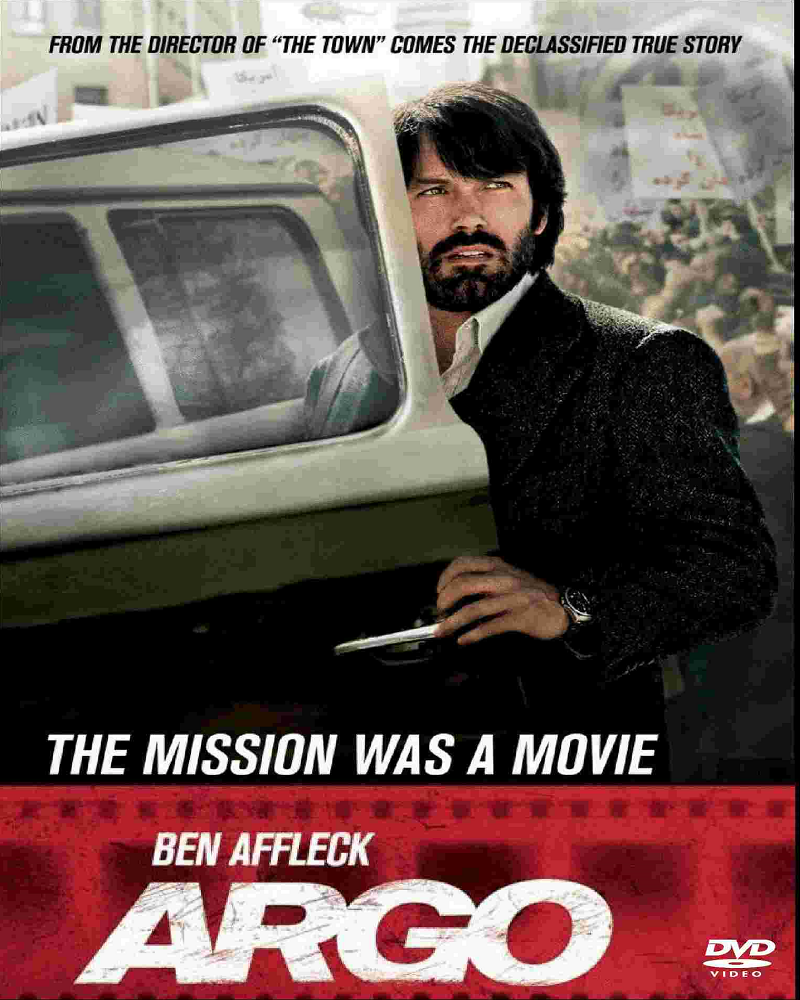 FROM THE DIRECTOR OF “THE TOWN” COMES THE DECLASSIFIED TRUE STORY
THE MISSION WAS A MOVIE
BEN AFFLECK
ARGO
DVD
VIDEO